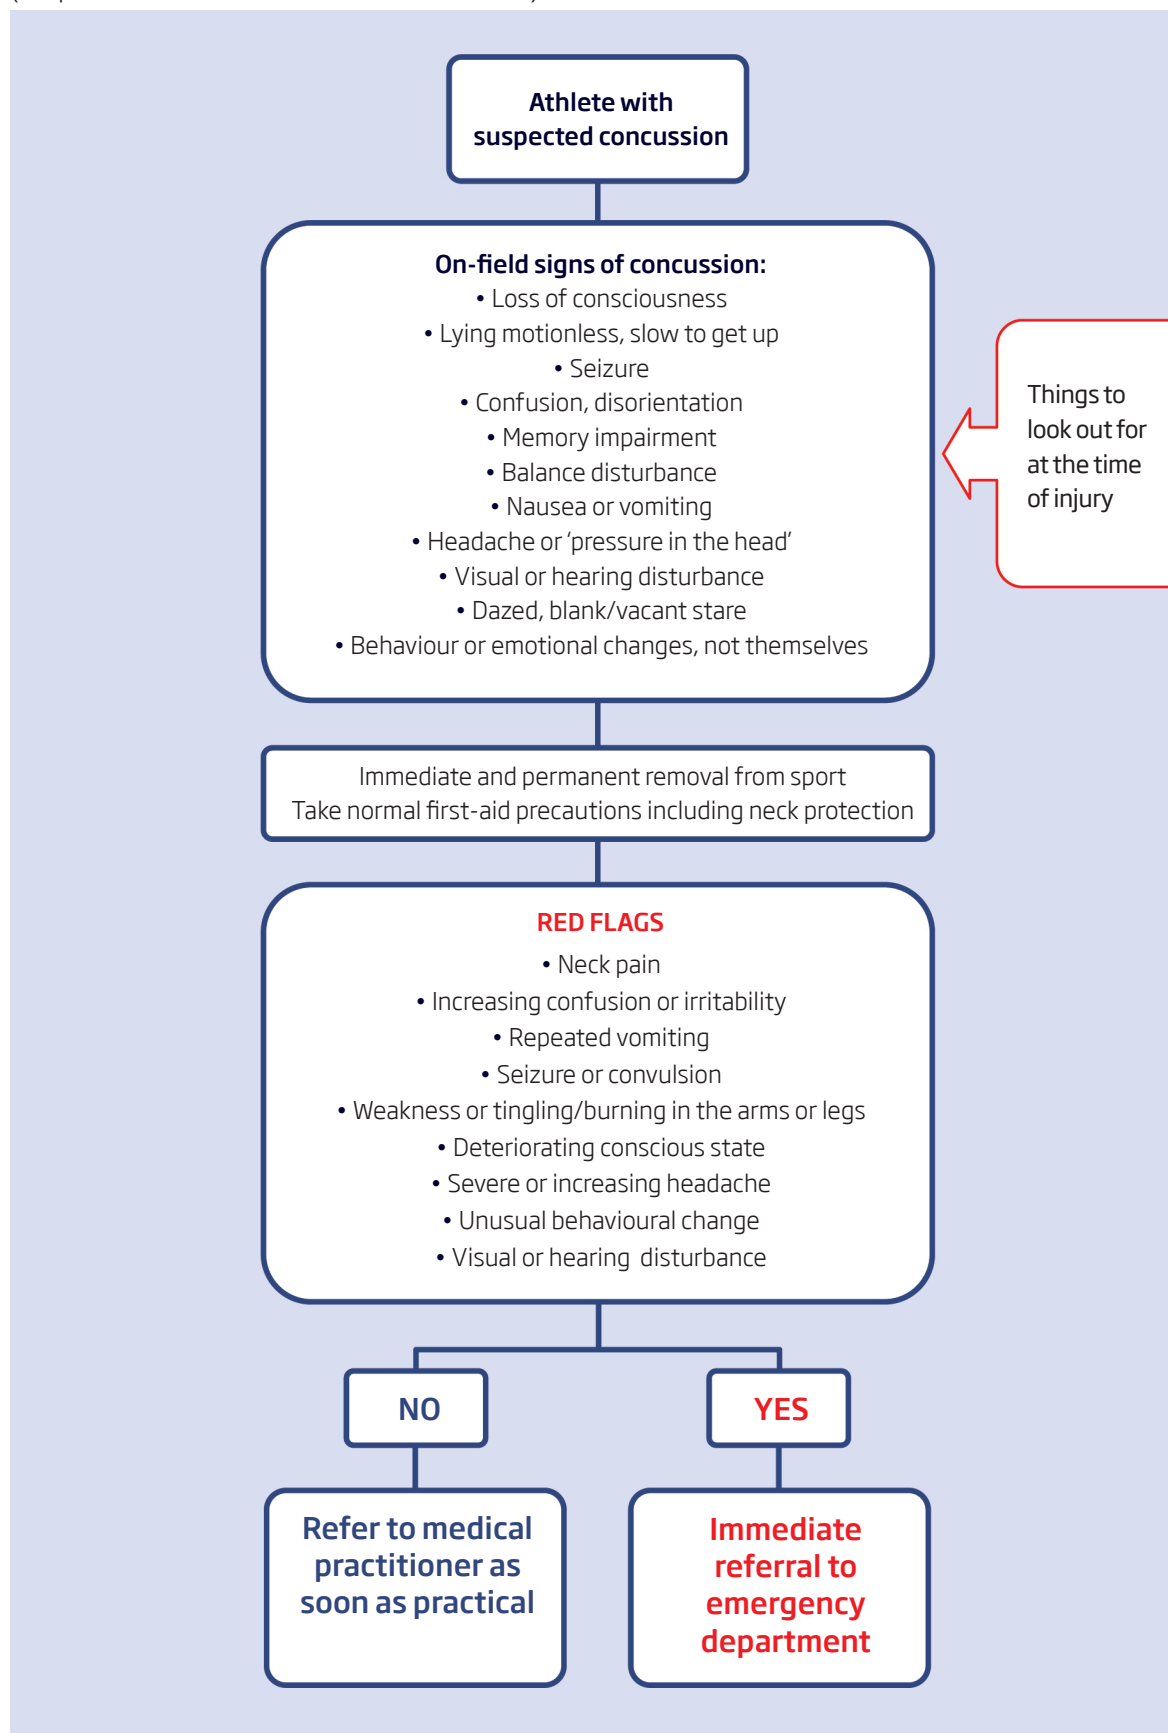 Athlete with
suspected concussion
On-field signs of concussion:
• Loss of consciousness
• Lying motionless, slow to get up
• Seizure
• Confusion, disorientation
• Memory impairment
• Balance disturbance
• Nausea or vomiting
• Headache or ‘pressure in the head’
• Visual or hearing disturbance
• Dazed, blank/vacant stare
• Behaviour or emotional changes, not themselves
Things to
look out for
at the time
of injury
Immediate and permanent removal from sport
Take normal first-aid precautions including neck protection
RED FLAGS
• Neck pain
• Increasing confusion or irritability
• Repeated vomiting
• Seizure or convulsion
• Weakness or tingling/burning in the arms or legs
• Deteriorating conscious state
• Severe or increasing headache
• Unusual behavioural change
• Visual or hearing disturbance
NO
Refer to medical
practitioner as
soon as practical
YES
Immediate
referral to
emergency
department